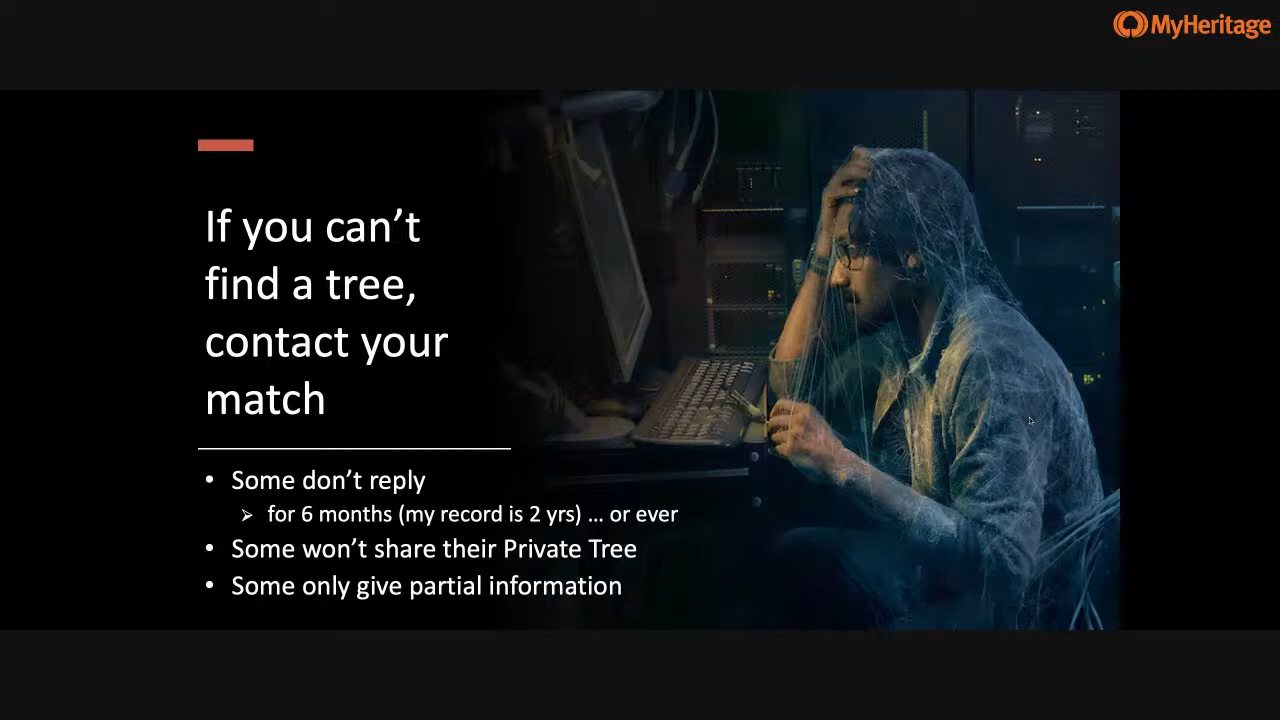 MyHeritage
If you can’t
find a tree,
contact your
match
• Some don’t reply
➢ for 6 months (my record is 2 yrs) … or ever
• Some won’t share their Private Tree
• Some only give partial information